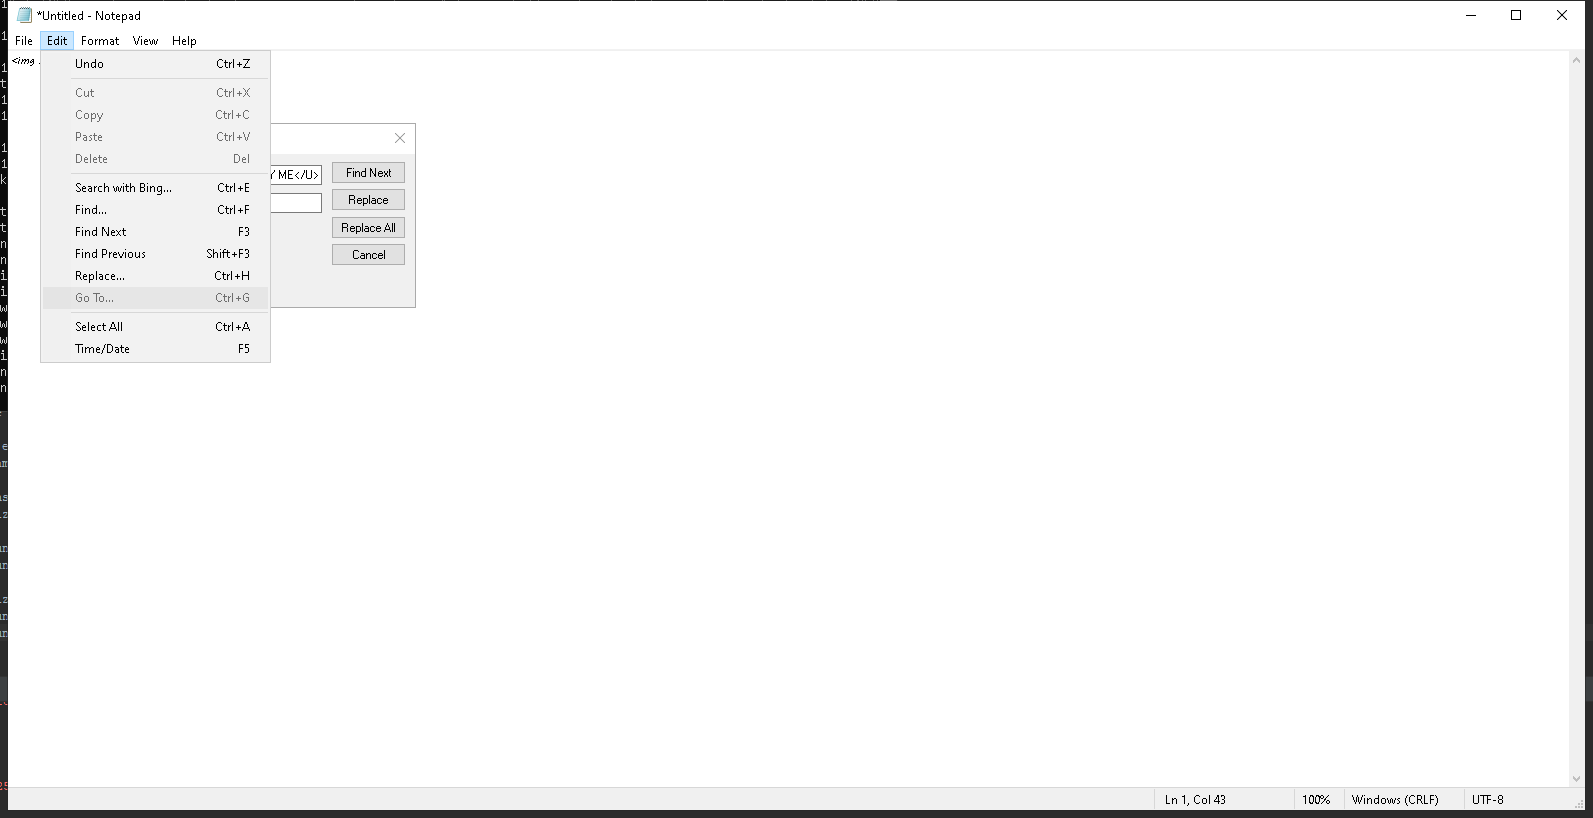 *Untitled - Notepad
File Edit Format View Help
<img
Undo Ctrl+Z
Cut Ctrl+X
Copy Ctrl+C
Paste Ctrl+V
Delete Del
Search with Bing... Ctrl+E
Find... Ctrl+F
Find Next F3
Find Previous Shift+F3
Replace... Ctrl+H
Go To... Ctrl+G
Select All Ctrl+A
Time/Date F5
ME</U>
Find Next
Replace
Replace All
Cancel
Ln 1, Col 43 100% Windows (CRLF) UTF-8